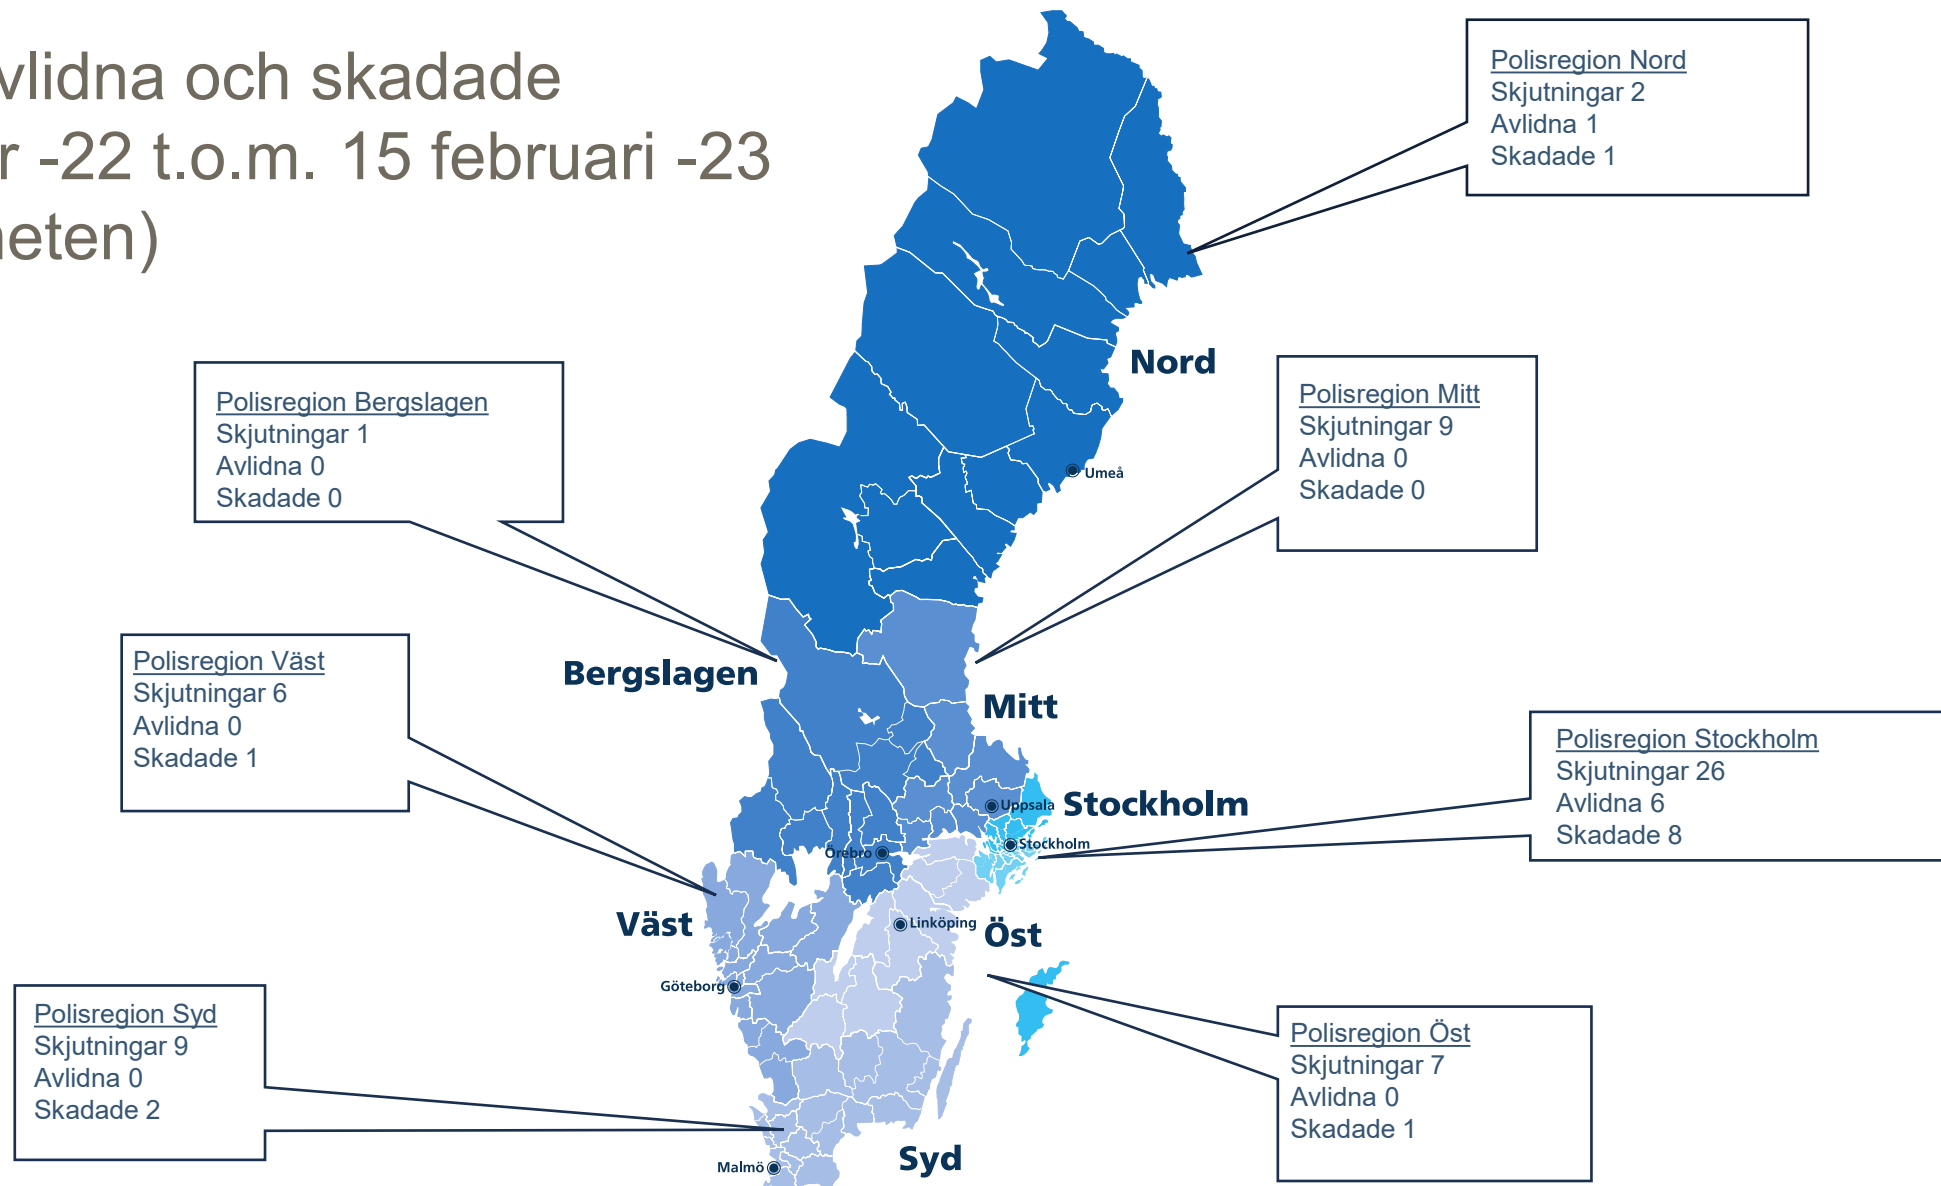 vlidna och skadade
r -22 t.o.m. 15 februari -23
heten)
Polisregion Nord
Skjutningar 2
Avlidna 1
Skadade 1
Nord
Polisregion Bergslagen
Skjutningar 1
Avlidna 0
Skadade 0
Polisregion Mitt
Skjutningar 9
Avlidna 0
Skadade 0
Umeå
Polisregion Väst
Skjutningar 6
Avlidna 0
Skadade 1
Bergslagen
Mitt
Polisregion Stockholm
Skjutningar 26
Avlidna 6
Skadade 8
Uppsala
Stockholm
Stockholm
Örebro
Väst
Linköping
Öst
Göteborg
Polisregion Syd
Skjutningar 9
Avlidna 0
Skadade 2
Polisregion Öst
Skjutningar 7
Avlidna 0
Skadade 1
Syd
Malmö